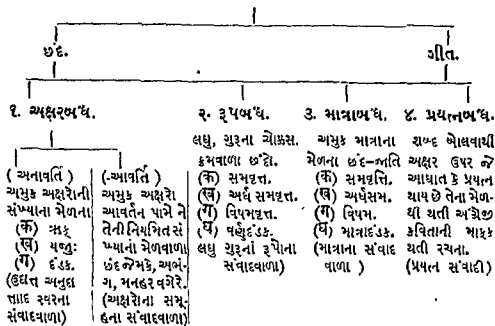 છંદ.
ગીત.
૧. અક્ષરબંધ.
(અનાવર્તિ)
અમુક અક્ષરોની
સંખ્યાના મેળના
(ક) ઋક્
(ખ) યજુઃ
(ગ) દંડક.
(ઉદાત્ત અનુદા
ત્તાદિ સ્વરના
સંવાદવાળા)
(-આવર્તિ)
અમુક અક્ષરો
આવર્તન પામે ને
તેની નિયમિત સં
ખ્યાના મેળવાળા
છંદ જેમકે, અભં-
ગ, મનહર વગેરે.
(અક્ષરોના સમૂ-
હના સંવાદવાળા)
૨. રૂપબંધ.
લઘુ, ગુરૂના ચોક્કસ
ક્રમવાળા છંદો.
(ક) સમવૃત્ત.
(ખ) અર્ધ સમવૃત્ત.
(ગ) વિષમવૃત્ત.
(ઘ) વર્ણદંડક.
લઘુ ગુરૂનાં રૂપોના
સંવાદવાળા)
૩. માત્રાબંધ.
અમુક માત્રાના
મેળના છંદ-જાતિ
(ક) સમવૃત્તિ.
(ખ) અર્ધસમ.
(ગ) વિષમ.
(ઘ) માત્રાદંડક.
(માત્રાના સંવાદ
વાળા)
૪. પ્રયત્નબંધ.
શબ્દ બોલવાથી
અક્ષર ઉપર જે
આઘાત કે પ્રયત્ન
થાય છે તેના મેળ-
થી થતી અંગ્રેજી
કવિતાની માફક
થતી રચના.
(પ્રયત્ન સંવાદી)